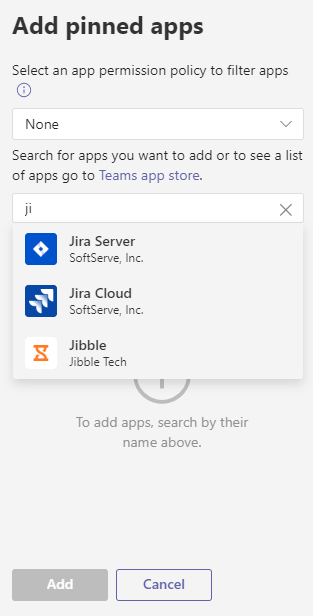 Add pinned apps
Select an app permission policy to filter apps
None
Search for apps you want to add or to see a list
of apps go to Teams app store.
ji
Jira Server
SoftServe, Inc.
Jira Cloud
SoftServe, Inc.
Jibble
Jibble Tech
To add apps, search by their
name above.
Add
Cancel